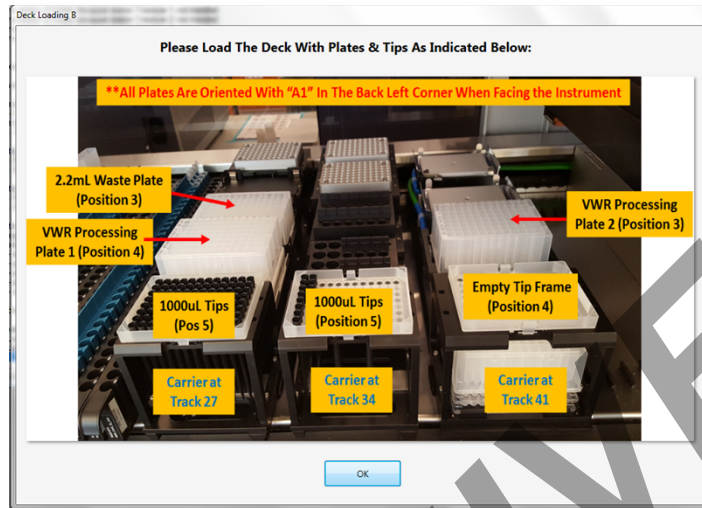 Deck Loading B
Please Load The Deck With Plates & Tips As Indicated Below:
**All Plates Are Oriented With “A1” In The Back Left Corner When Facing the Instrument
2.2mL Waste Plate
(Position 3)
VWR Processing
Plate 1 (Position 4)
VWR Processing
Plate 2 (Position 3)
1000uL Tips
(Pos 5)
1000uL Tips
(Position 5)
Empty Tip Frame
(Position 4)
Carrier at
Track 27
Carrier at
Track 34
Carrier at
Track 41
OK